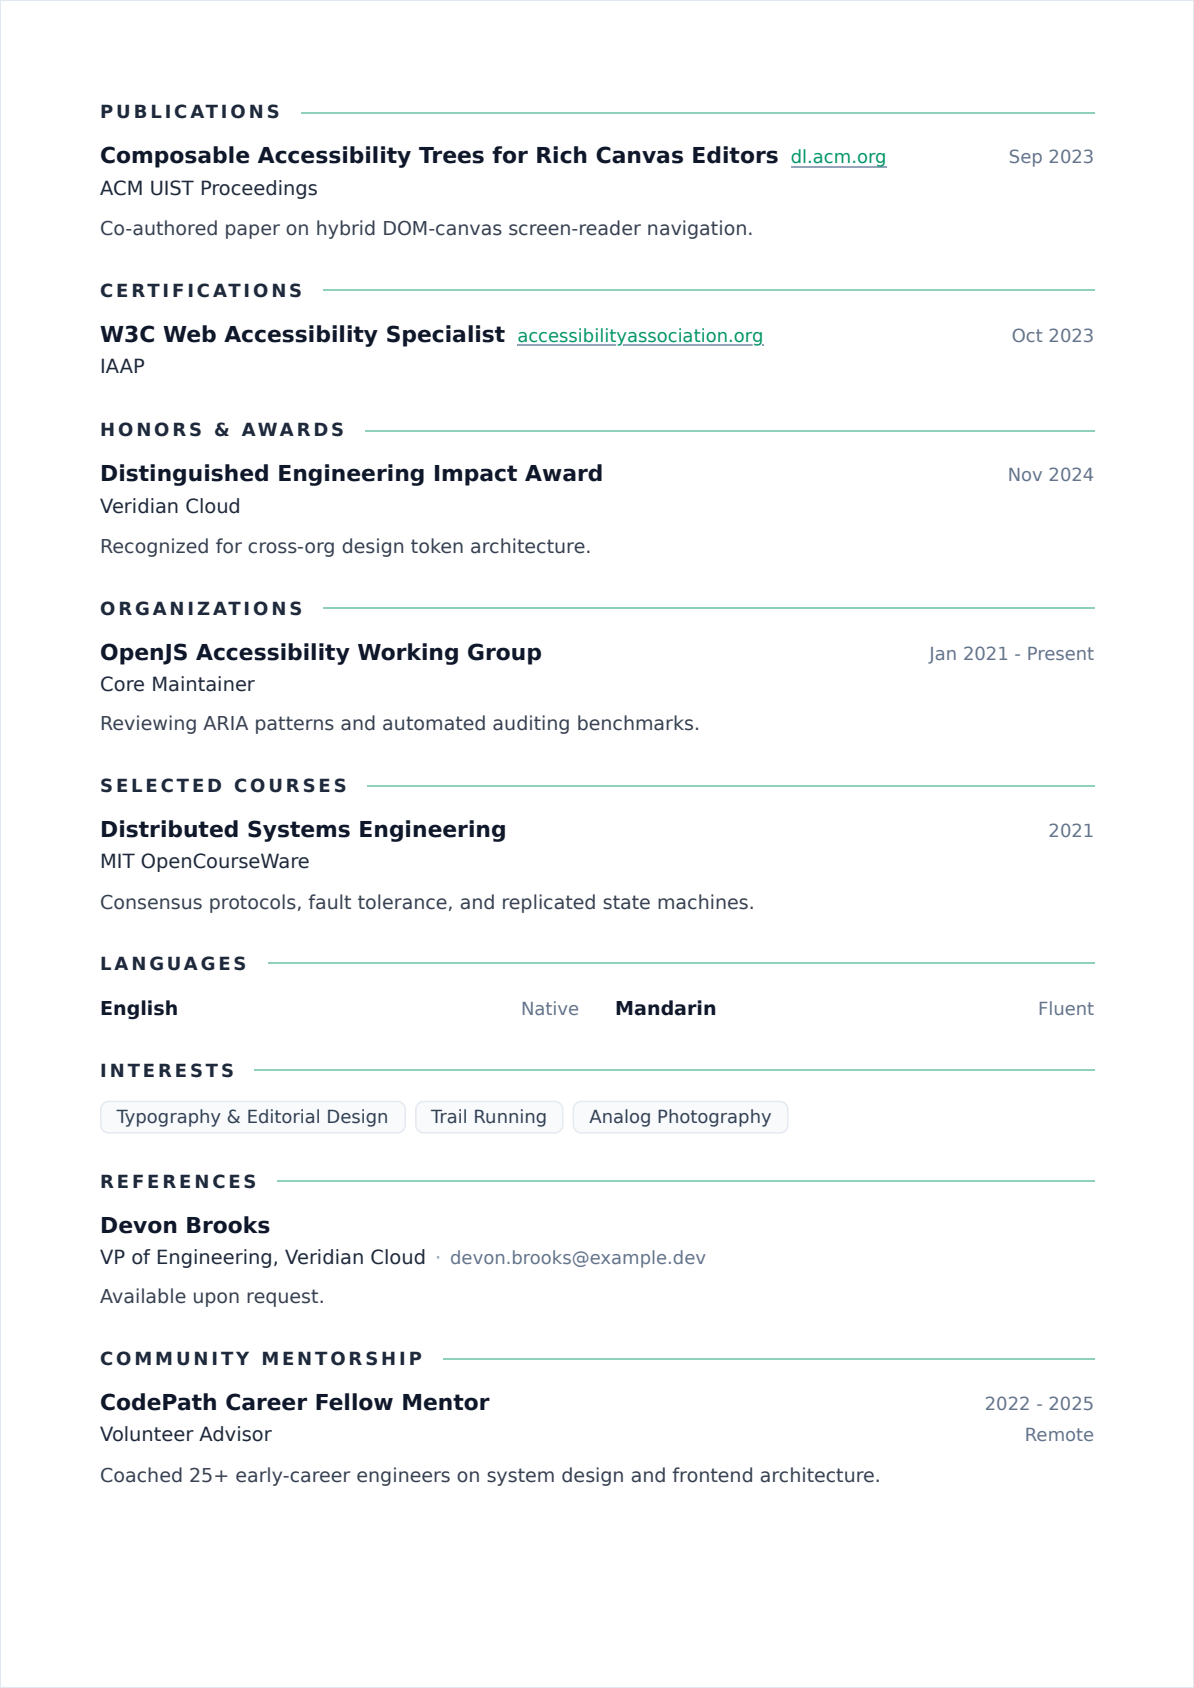 PUBLICATIONS
Composable Accessibility Trees for Rich Canvas Editors dl.acm.org Sep 2023
ACM UIST Proceedings
Co-authored paper on hybrid DOM-canvas screen-reader navigation.
CERTIFICATIONS
W3C Web Accessibility Specialist accessibilityassociation.org Oct 2023
IAAP
HONORS & AWARDS
Distinguished Engineering Impact Award Nov 2024
Veridian Cloud
Recognized for cross-org design token architecture.
ORGANIZATIONS
OpenJS Accessibility Working Group Jan 2021 - Present
Core Maintainer
Reviewing ARIA patterns and automated auditing benchmarks.
SELECTED COURSES
Distributed Systems Engineering 2021
MIT OpenCourseWare
Consensus protocols, fault tolerance, and replicated state machines.
LANGUAGES
English Native Mandarin Fluent
INTERESTS
Typography & Editorial Design Trail Running Analog Photography
REFERENCES
Devon Brooks
VP of Engineering, Veridian Cloud · devon.brooks@example.dev
Available upon request.
COMMUNITY MENTORSHIP
CodePath Career Fellow Mentor 2022 - 2025
Volunteer Advisor Remote
Coached 25+ early-career engineers on system design and frontend architecture.